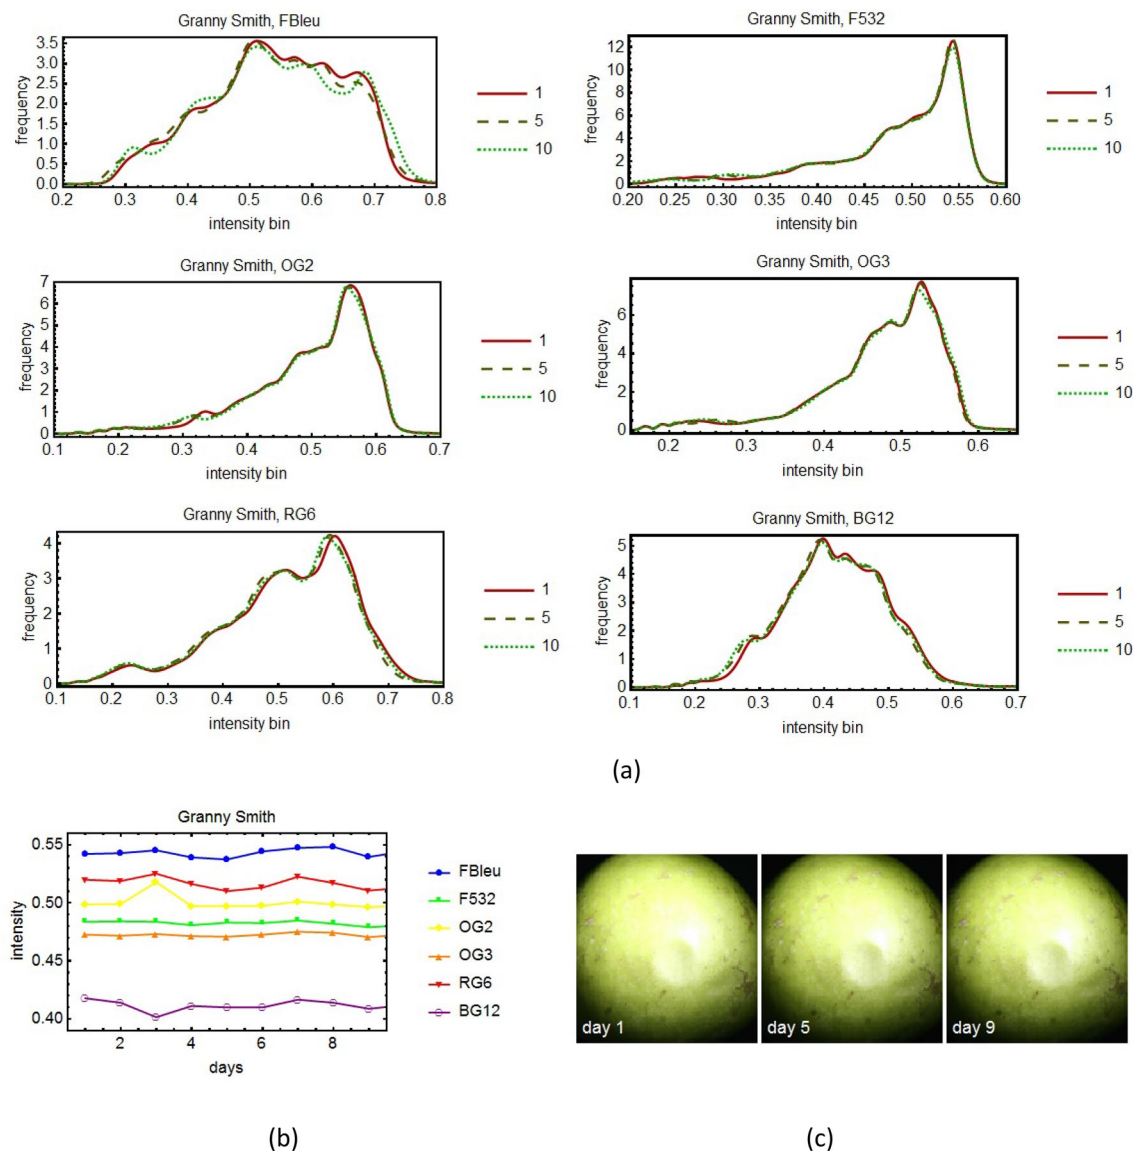 Granny Smith, FBleu
3.5
3.0
2.5
2.0
1.5
1.0
0.5
0.0
frequency
0.2 0.3 0.4 0.5 0.6 0.7 0.8
intensity bin
1
5
10
Granny Smith, F532
12
10
8
6
4
2
0
frequency
0.20 0.25 0.30 0.35 0.40 0.45 0.50 0.55 0.60
intensity bin
1
5
10
Granny Smith, OG2
7
6
5
4
3
2
1
0
frequency
0.1 0.2 0.3 0.4 0.5 0.6 0.7
intensity bin
1
5
10
Granny Smith, OG3
6
4
2
0
frequency
0.2 0.3 0.4 0.5 0.6
intensity bin
1
5
10
Granny Smith, RG6
4
3
2
1
0
frequency
0.1 0.2 0.3 0.4 0.5 0.6 0.7 0.8
intensity bin
1
5
10
Granny Smith, BG12
5
4
3
2
1
0
frequency
0.1 0.2 0.3 0.4 0.5 0.6 0.7
intensity bin
1
5
10
(a)
Granny Smith
0.55
0.50
0.45
0.40
intensity
2 4 6 8
days
FBleu
F532
OG2
OG3
RG6
BG12
day 1
day 5
day 9
(b)
(c)